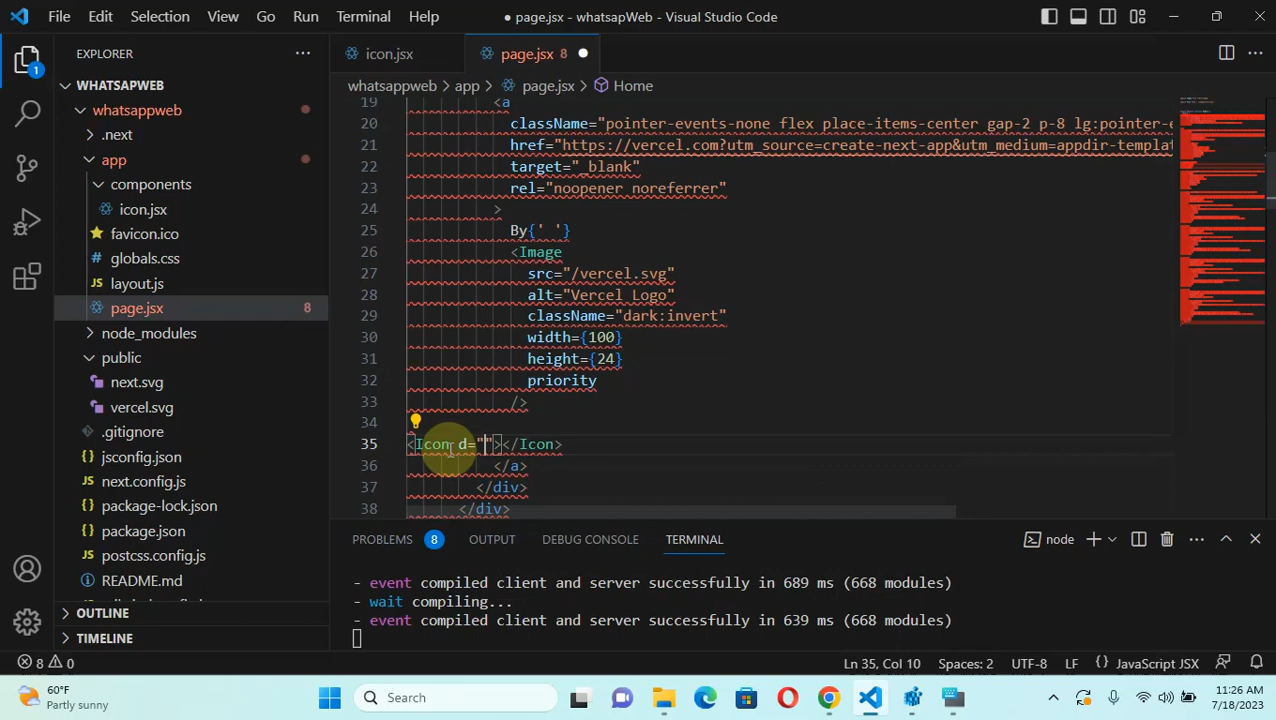 File Edit Selection View Go Run Terminal Help
● page.jsx - whatsapWeb - Visual Studio Code
1
EXPLORER
WHATSAPWEB
whatsappweb
.next
app
components
icon.jsx
favicon.ico
globals.css
JS layout.js
page.jsx 8
node_modules
public
next.svg
vercel.svg
.gitignore
{} jsconfig.json
JS next.config.js
{} package-lock.json
{} package.json
JS postcss.config.js
README.md
OUTLINE
TIMELINE
icon.jsx
page.jsx 8 ●
whatsappweb > app > page.jsx > Home
19 <a
20 className="pointer-events-none flex place-items-center gap-2 p-8 lg:pointer-e
21 href="https://vercel.com?utm_source=create-next-app&utm_medium=appdir-templat
22 target="_blank"
23 rel="noopener noreferrer"
24 >
25 By{' '}
26 <Image
27 src="/vercel.svg"
28 alt="Vercel Logo"
29 className="dark:invert"
30 width={100}
31 height={24}
32 priority
33 />
34
35 <Icon d=""></Icon>
36 </a>
37 </div>
38 </div>
PROBLEMS 8 OUTPUT DEBUG CONSOLE TERMINAL node
- event compiled client and server successfully in 689 ms (668 modules)
- wait compiling...
- event compiled client and server successfully in 639 ms (668 modules)
8 0 Ln 35, Col 10 Spaces: 2 UTF-8 LF {} JavaScript JSX
60°F
Partly sunny
Search
11:26 AM
7/18/2023